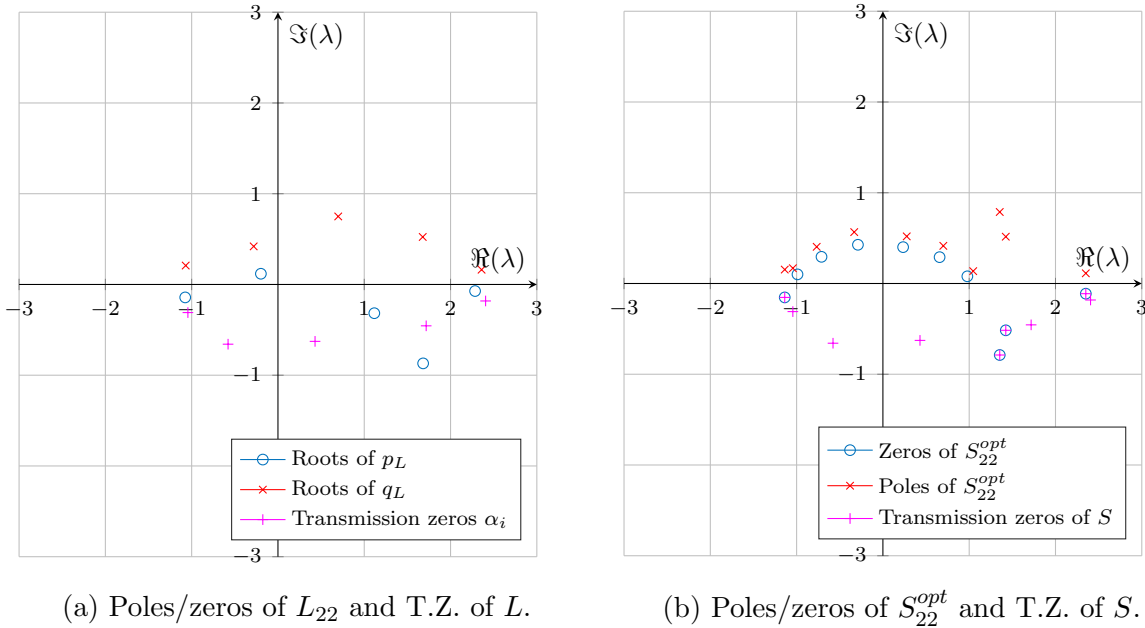 ℑ(λ)
3
2
1
ℜ(λ)
−3 −2 −1 1 2 3
−1
−3
Roots of p_L
Roots of q_L
Transmission zeros α_i
(a) Poles/zeros of L_22 and T.Z. of L.
ℑ(λ)
3
2
1
ℜ(λ)
−3 −2 −1 1 2 3
−1
−3
Zeros of S_22^opt
Poles of S_22^opt
Transmission zeros of S
(b) Poles/zeros of S_22^opt and T.Z. of S.